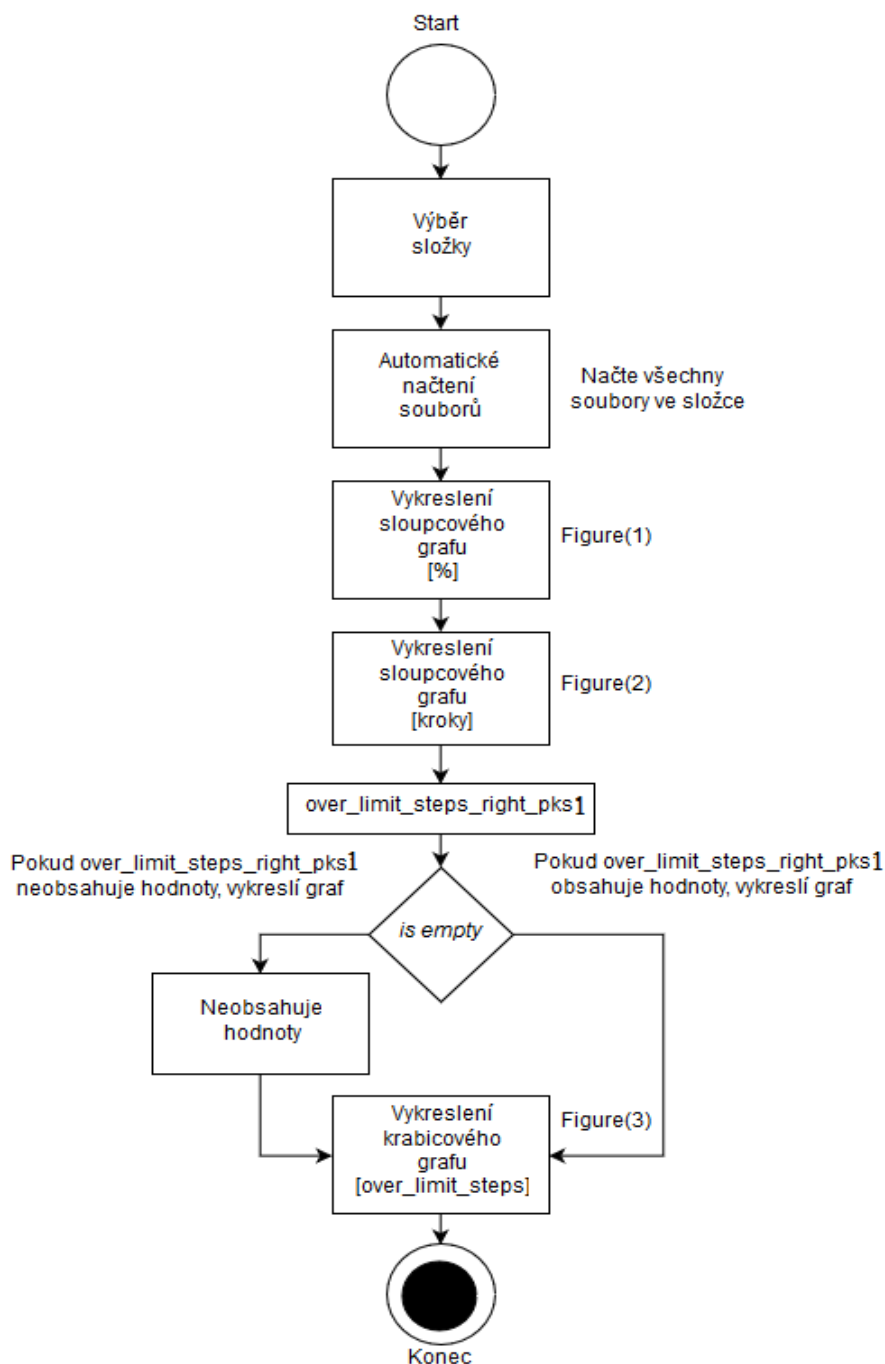 Start
Výběr
složky
Automatické
načtení
souborů
Načte všechny
soubory ve složce
Vykreslení
sloupcového
grafu
[%]
Figure(1)
Vykreslení
sloupcového
grafu
[kroky]
Figure(2)
over_limit_steps_right_pks1
Pokud over_limit_steps_right_pks1
neobsahuje hodnoty, vykreslí graf
Pokud over_limit_steps_right_pks1
obsahuje hodnoty, vykreslí graf
is empty
Neobsahuje
hodnoty
Vykreslení
krabicového
grafu
[over_limit_steps]
Figure(3)
Konec